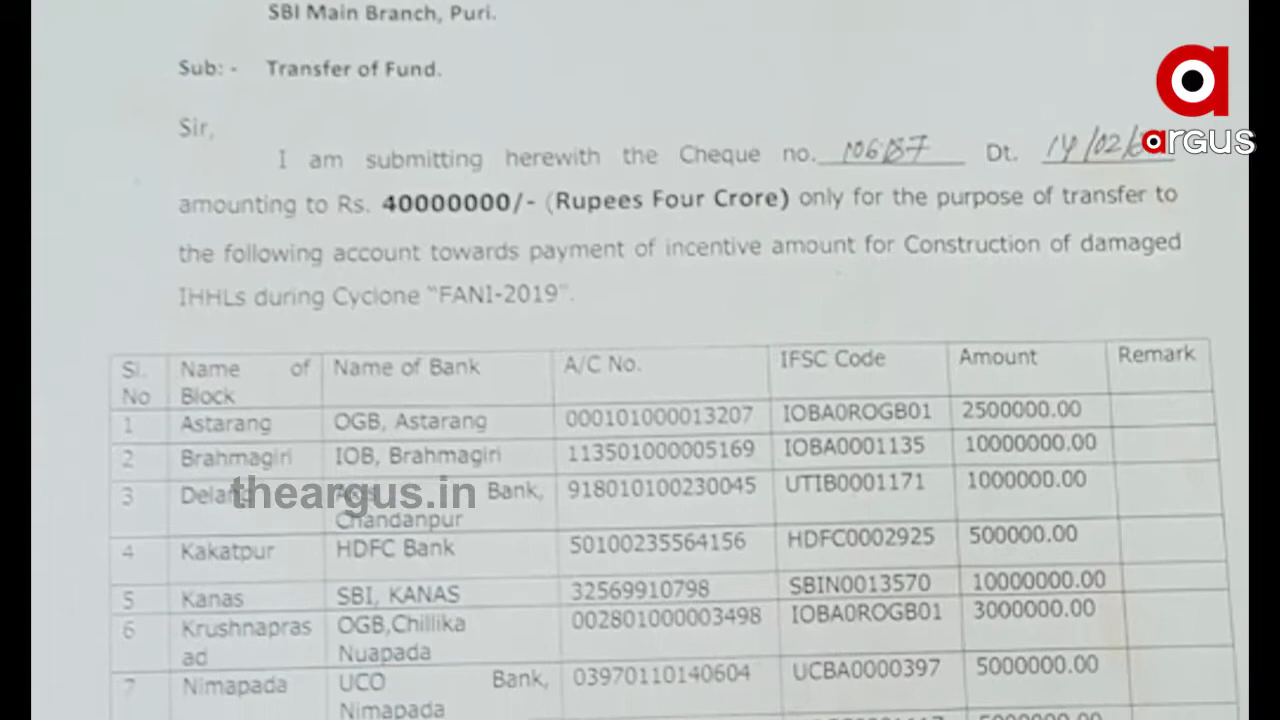 SBI Main Branch, Puri.
Sub: - Transfer of Fund.
Sir,
I am submitting herewith the Cheque no. Dt. 14/02/
amounting to Rs. 40000000/- (Rupees Four Crore) only for the purpose of transfer to
the following account towards payment of incentive amount for Construction of damaged
IHHLs during Cyclone "FANI-2019".
Sl. No Name of Block Name of Bank A/C No. IFSC Code Amount Remark
1 Astarang OGB, Astarang 000101000013207 IOBA0ROGB01 2500000.00
2 Brahmagiri IOB, Brahmagiri 113501000005169 IOBA0001135 10000000.00
3 Bank, Chandanpur 918010100230045 UTIB0001171 1000000.00
4 Kakatpur HDFC Bank 50100235564156 HDFC0002925 500000.00
5 Kanas SBI, KANAS 32569910798 SBIN0013570 10000000.00
6 Krushnapras ad OGB,Chillika Nuapada 002801000003498 IOBA0ROGB01 3000000.00
7 Nimapada UCO Bank, Nimapada 03970110140604 UCBA0000397 5000000.00
argus
theargus.in